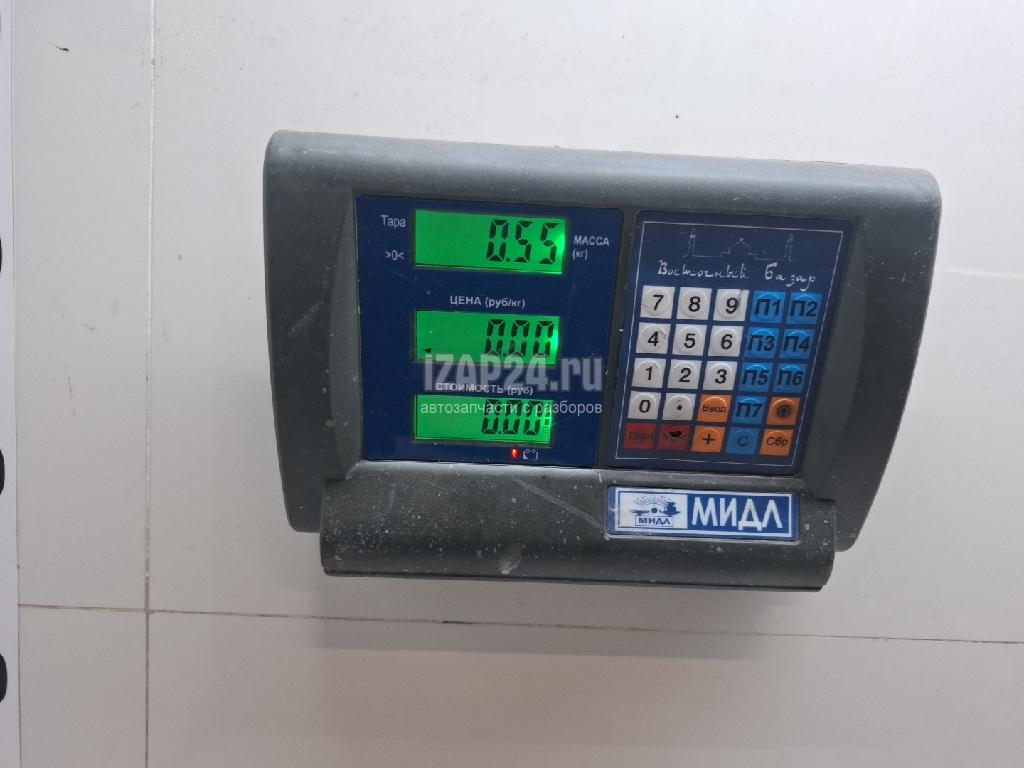 Тара
0.55
МАССА
(кг)
>0<
ЦЕНА (руб/кг)
0.00
iZAP24.ru
СТОИМОСТЬ (руб)
автозапчасти с разборов
0.00
Восточный Базар
7 8 9 П1 П2
4 5 6 П3 П4
1 2 3 П5 П6
0 . Ввод П7
+ С Сбр
МИДЛ
МИДЛ